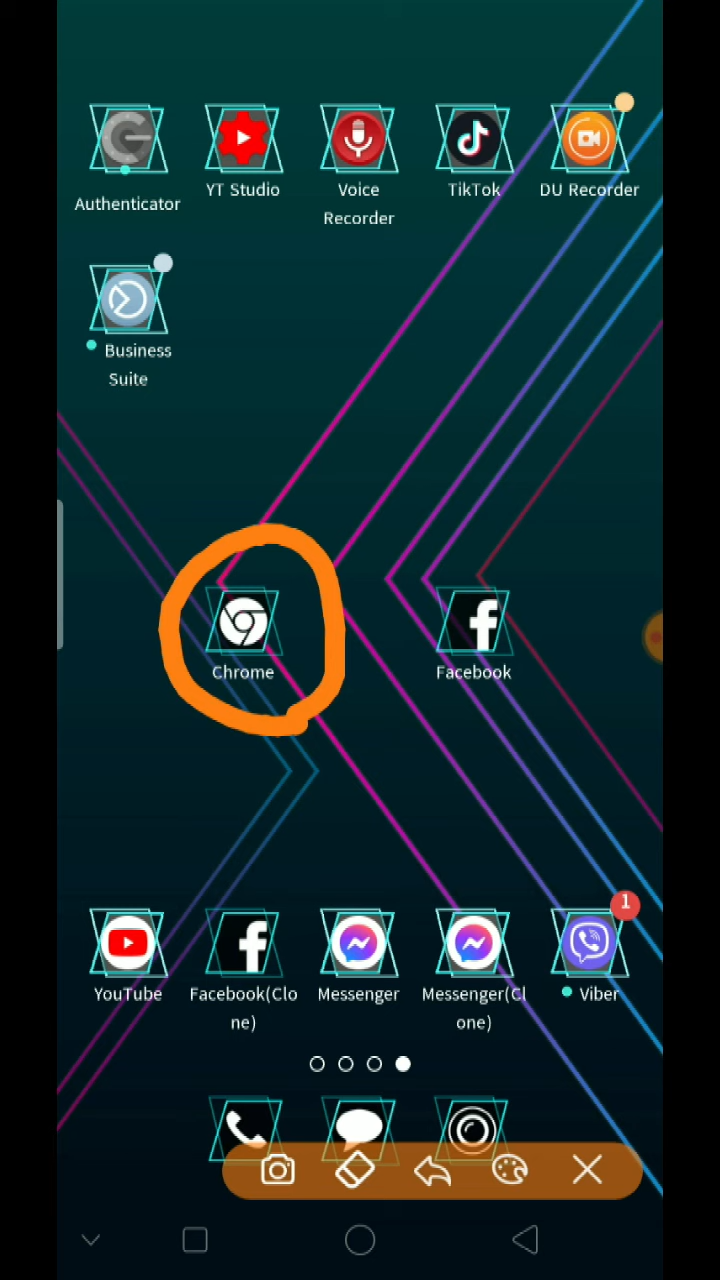 Authenticator
YT Studio
Voice
Recorder
TikTok
DU Recorder
Business
Suite
Chrome
Facebook
1
YouTube
Facebook(Clo
ne)
Messenger
Messenger(Cl
one)
Viber